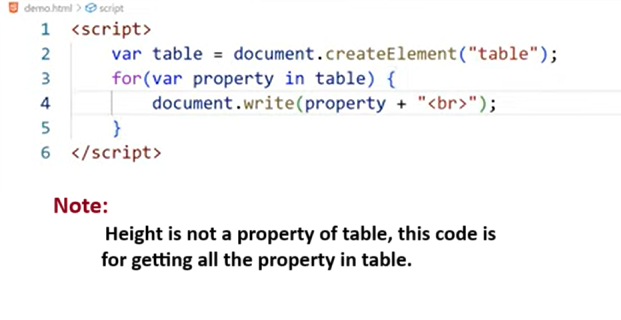 demo.html > script
1 <script>
2 var table = document.createElement("table");
3 for(var property in table) {
4 document.write(property + "<br>");
5 }
6 </script>
Note:
Height is not a property of table, this code is
for getting all the property in table.